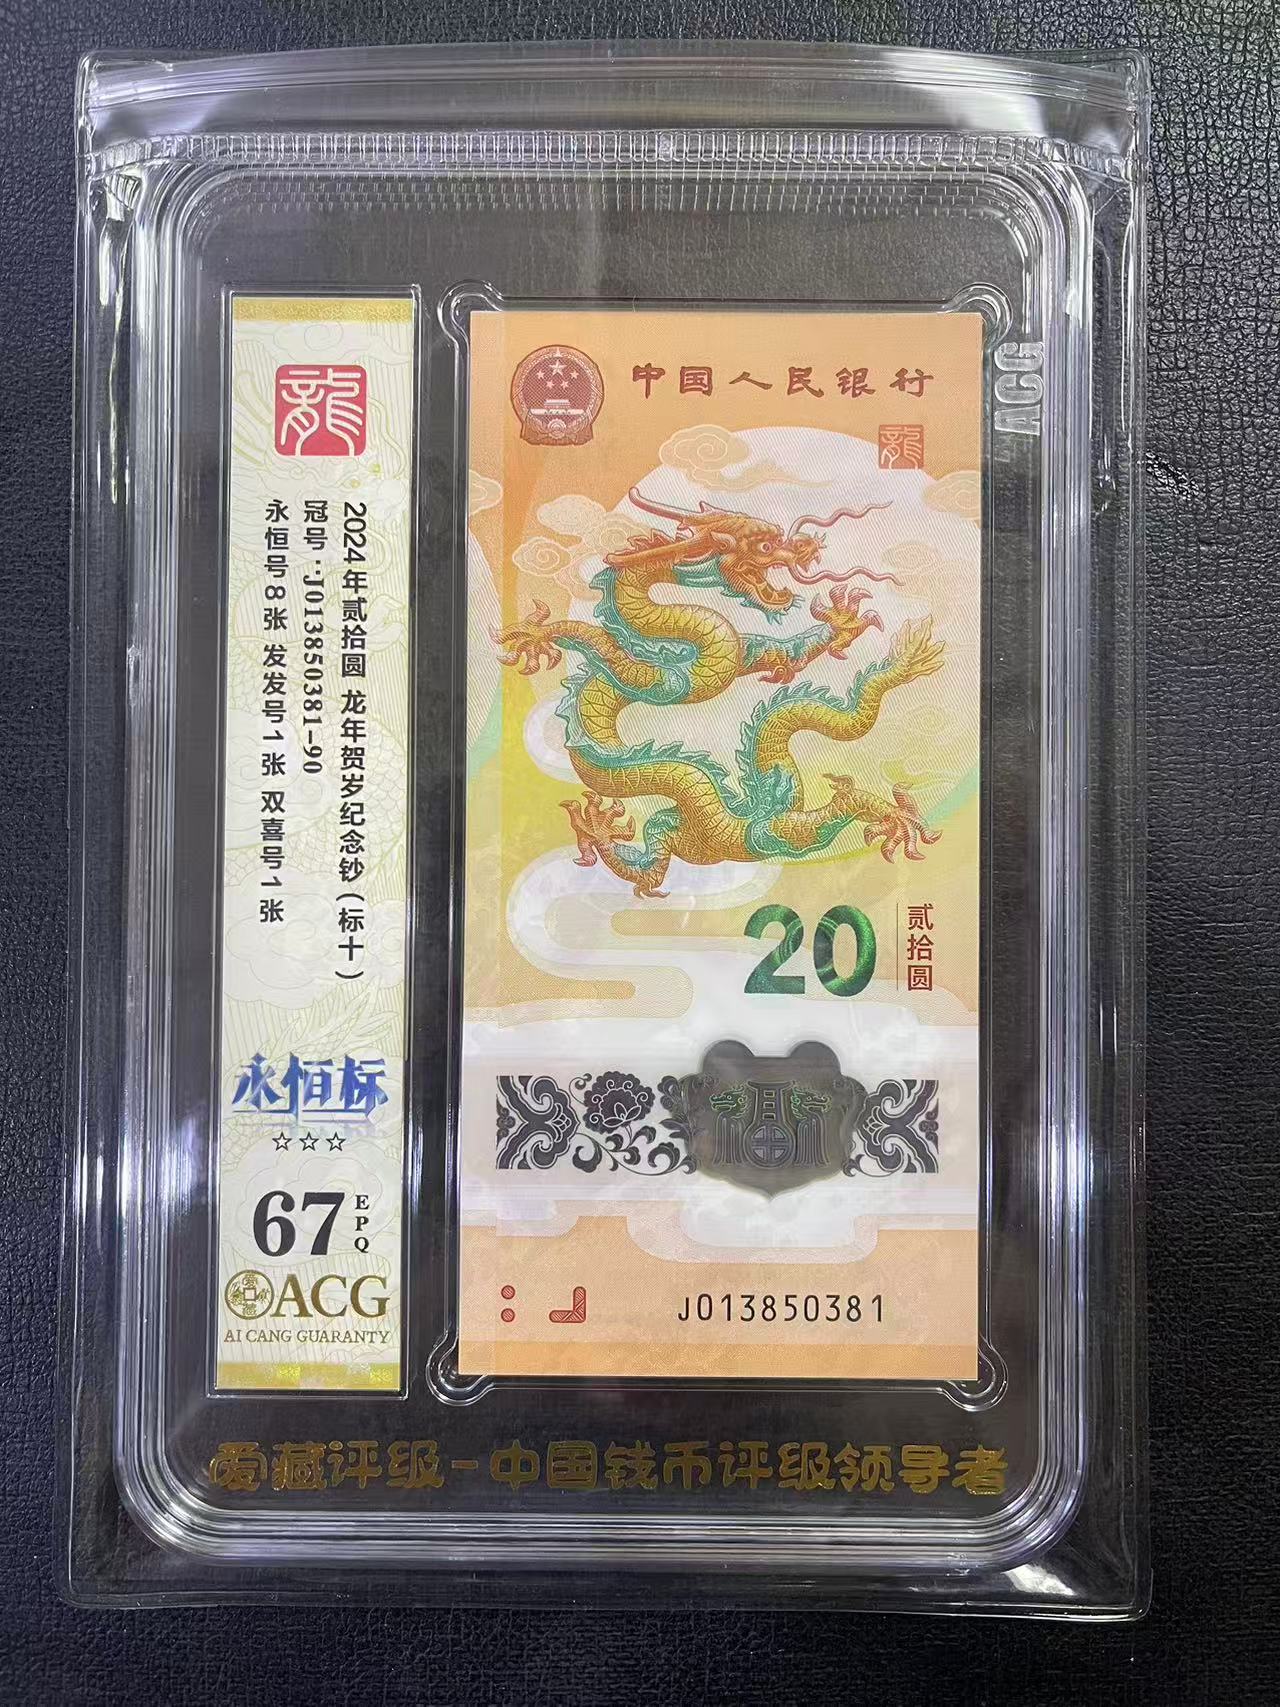 龍
2024年贰拾圆 龙年贺岁纪念钞(标十)
冠号:J013850381-90
永恒号8张 发发号1张 双喜号1张
永恒标
☆☆☆
67
EPQ
ACG
AI CANG GUARANTY
中国人民银行
龍
20
贰拾圆
J013850381
ACG
爱藏评级-中国钱币评级领导者